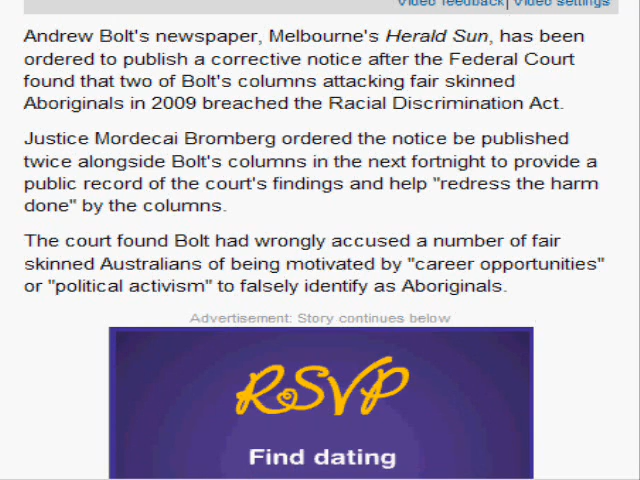 Video feedback| Video settings
Andrew Bolt's newspaper, Melbourne's Herald Sun, has been
ordered to publish a corrective notice after the Federal Court
found that two of Bolt's columns attacking fair skinned
Aboriginals in 2009 breached the Racial Discrimination Act.
Justice Mordecai Bromberg ordered the notice be published
twice alongside Bolt's columns in the next fortnight to provide a
public record of the court's findings and help "redress the harm
done" by the columns.
The court found Bolt had wrongly accused a number of fair
skinned Australians of being motivated by "career opportunities"
or "political activism" to falsely identify as Aboriginals.
Advertisement: Story continues below
RSVP
Find dating